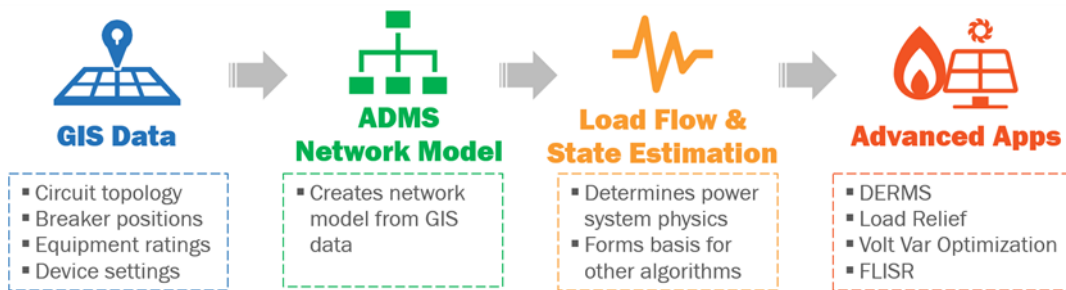 GIS Data
▪ Circuit topology
▪ Breaker positions
▪ Equipment ratings
▪ Device settings
ADMS
Network Model
▪ Creates network
model from GIS
data
Load Flow &
State Estimation
▪ Determines power
system physics
▪ Forms basis for
other algorithms
Advanced Apps
▪ DERMS
▪ Load Relief
▪ Volt Var Optimization
▪ FLISR